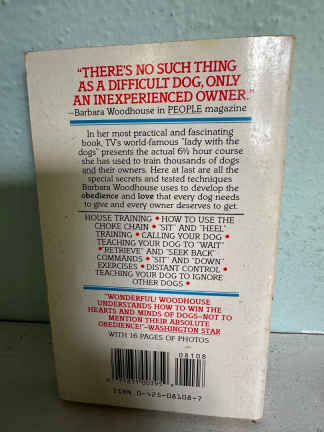 “THERE'S NO SUCH THING
AS A DIFFICULT DOG, ONLY
AN INEXPERIENCED OWNER.”
—Barbara Woodhouse in PEOPLE magazine
In her most practical and fascinating
book, TV's world-famous “lady with the
dogs” presents the actual 6½ hour course
she has used to train thousands of dogs
and their owners. Here at last are all the
special secrets and tested techniques
Barbara Woodhouse uses to develop the
obedience and love that every dog needs
to give and every owner deserves to get.
HOUSE TRAINING • HOW TO USE THE
CHOKE CHAIN • “SIT” AND “HEEL”
TRAINING • CALLING YOUR DOG •
TEACHING YOUR DOG TO “WAIT”
• “RETRIEVE” AND “SEEK BACK”
COMMANDS • “SIT” AND “DOWN”
EXERCISES • DISTANT CONTROL •
TEACHING YOUR DOG TO IGNORE
OTHER DOGS •
“WONDERFUL! WOODHOUSE
UNDERSTANDS HOW TO WIN THE
HEARTS AND MINDS OF DOGS—NOT TO
MENTION THEIR ABSOLUTE
OBEDIENCE!”—WASHINGTON STAR
WITH 16 PAGES OF PHOTOS
08108
ISBN 0-425-08108-7